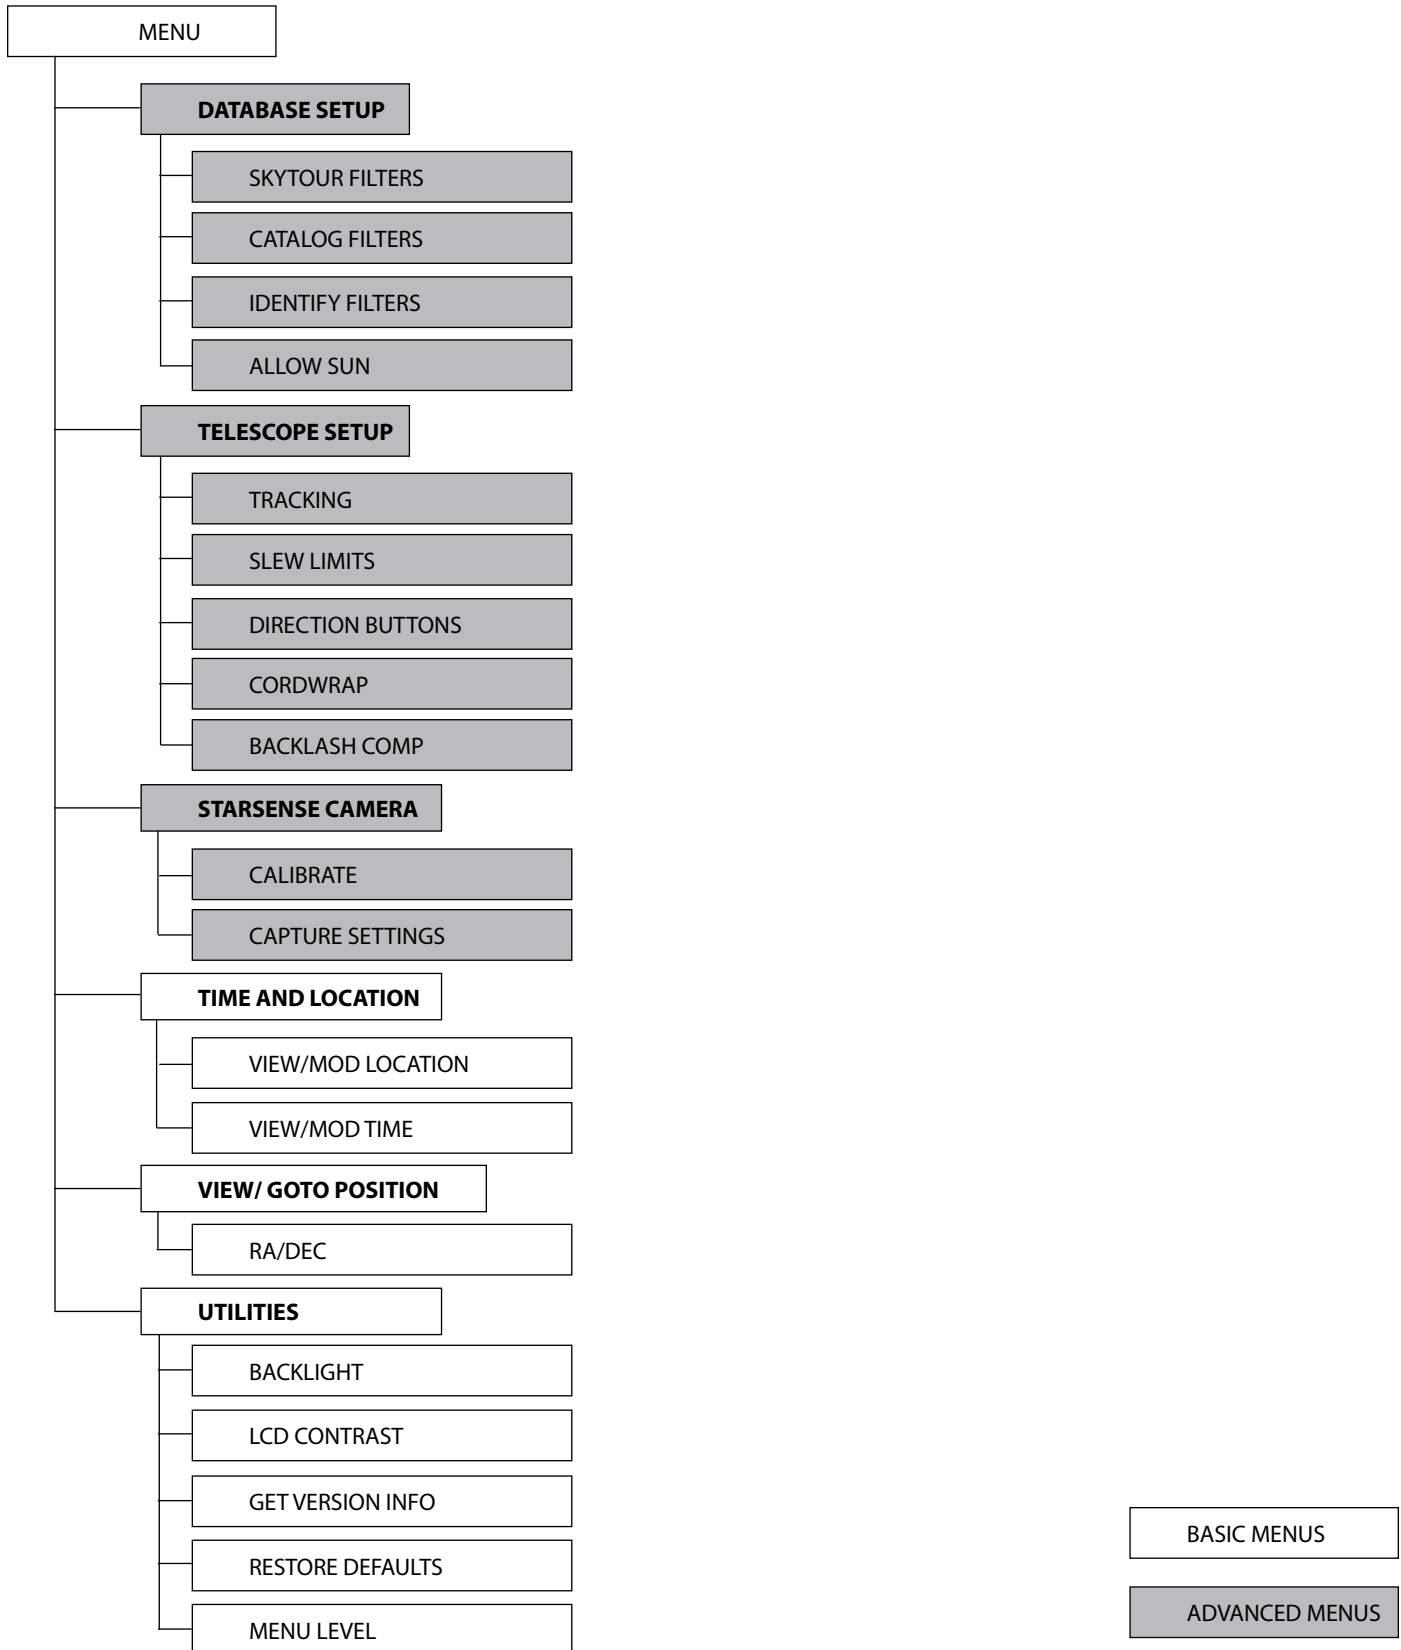 MENU
DATABASE SETUP
SKYTOUR FILTERS
CATALOG FILTERS
IDENTIFY FILTERS
ALLOW SUN
TELESCOPE SETUP
TRACKING
SLEW LIMITS
DIRECTION BUTTONS
CORDWRAP
BACKLASH COMP
STARSENSE CAMERA
CALIBRATE
CAPTURE SETTINGS
TIME AND LOCATION
VIEW/MOD LOCATION
VIEW/MOD TIME
VIEW/ GOTO POSITION
RA/DEC
UTILITIES
BACKLIGHT
LCD CONTRAST
GET VERSION INFO
RESTORE DEFAULTS
MENU LEVEL
BASIC MENUS
ADVANCED MENUS